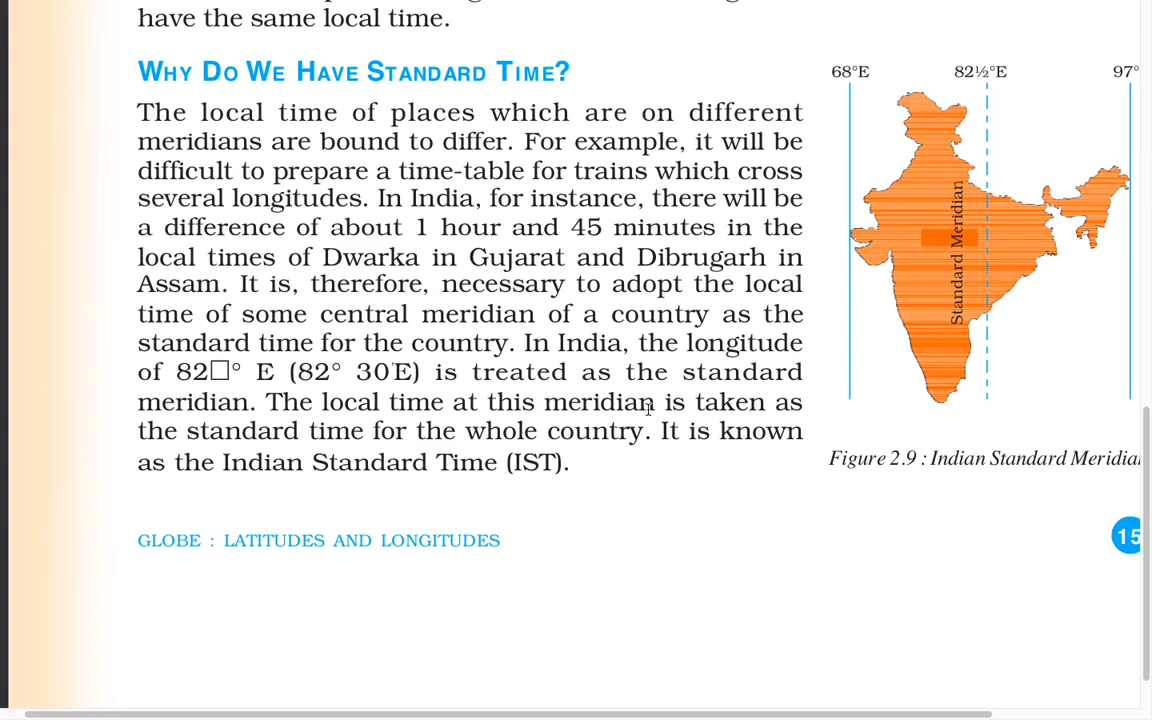 have the same local time.
WHY DO WE HAVE STANDARD TIME?
The local time of places which are on different
meridians are bound to differ. For example, it will be
difficult to prepare a time-table for trains which cross
several longitudes. In India, for instance, there will be
a difference of about 1 hour and 45 minutes in the
local times of Dwarka in Gujarat and Dibrugarh in
Assam. It is, therefore, necessary to adopt the local
time of some central meridian of a country as the
standard time for the country. In India, the longitude
of 82□° E (82° 30'E) is treated as the standard
meridian. The local time at this meridian is taken as
the standard time for the whole country. It is known
as the Indian Standard Time (IST).
68°E 82½°E 97°
Standard Meridian
Figure 2.9 : Indian Standard
GLOBE : LATITUDES AND LONGITUDES
15